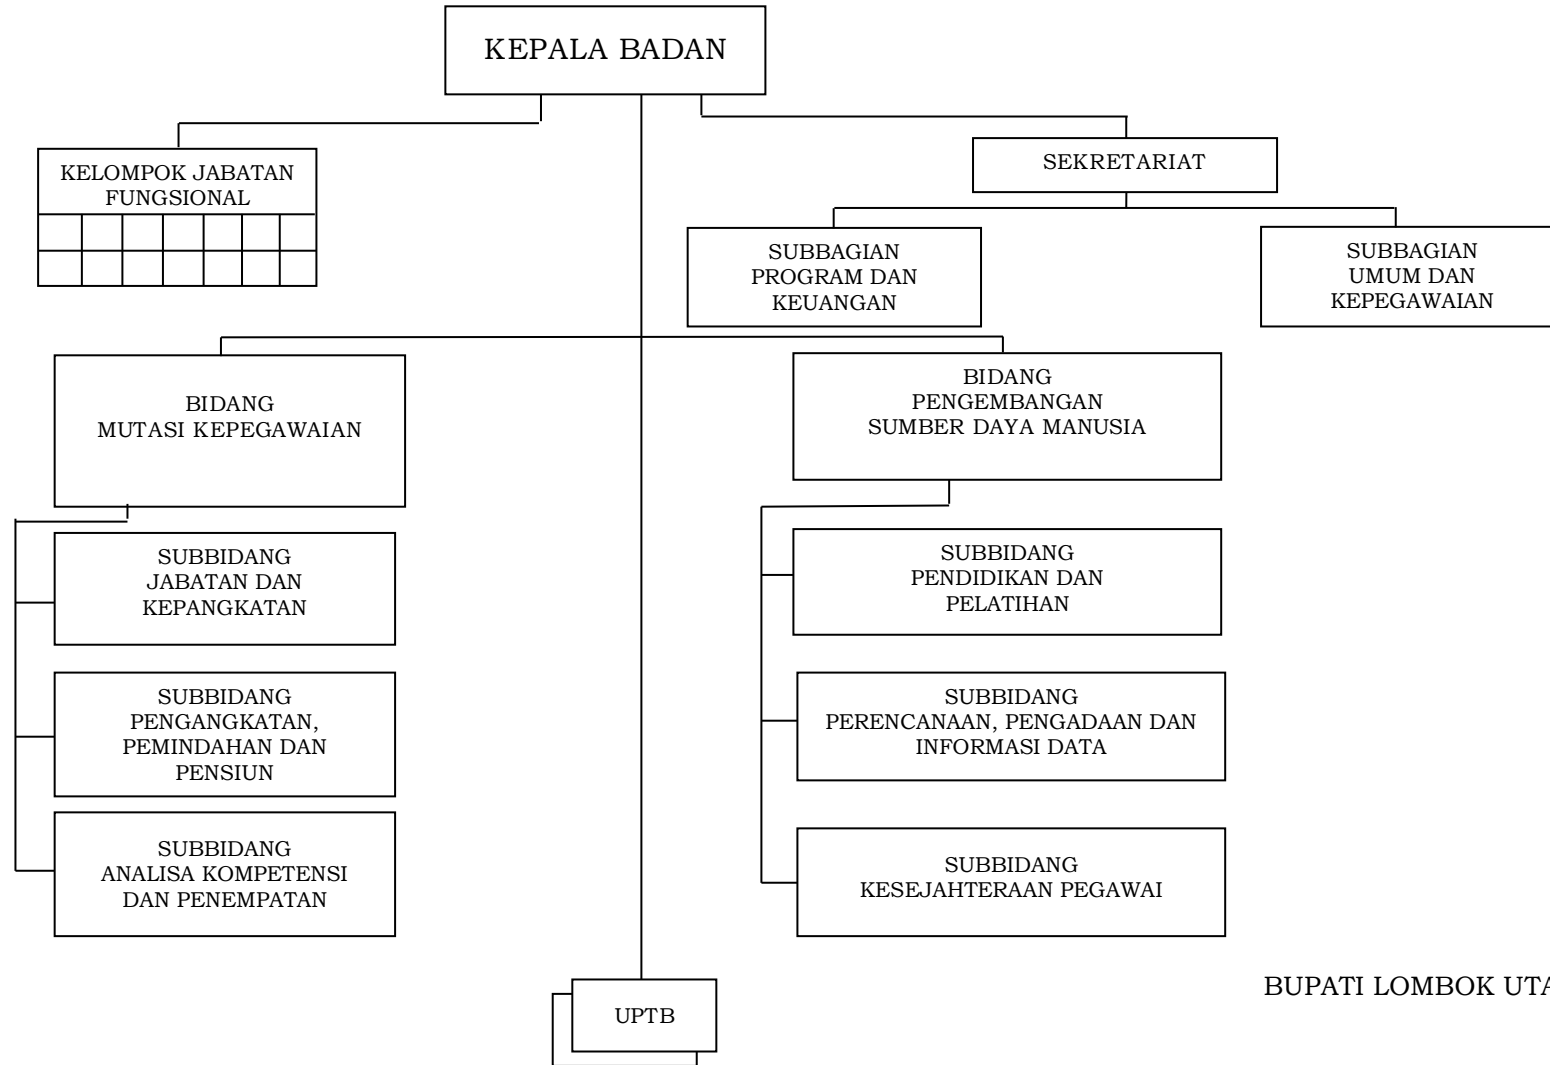 KEPALA BADAN
KELOMPOK JABATAN
FUNGSIONAL
SEKRETARIAT
SUBBAGIAN
PROGRAM DAN
KEUANGAN
SUBBAGIAN
UMUM DAN
KEPEGAWAIAN
BIDANG
MUTASI KEPEGAWAIAN
BIDANG
PENGEMBANGAN
SUMBER DAYA MANUSIA
SUBBIDANG
JABATAN DAN
KEPANGKATAN
SUBBIDANG
PENGANGKATAN,
PEMINDAHAN DAN
PENSIUN
SUBBIDANG
ANALISA KOMPETENSI
DAN PENEMPATAN
SUBBIDANG
PENDIDIKAN DAN
PELATIHAN
SUBBIDANG
PERENCANAAN, PENGADAAN DAN
INFORMASI DATA
SUBBIDANG
KESEJAHTERAAN PEGAWAI
UPTB
BUPATI LOMBOK